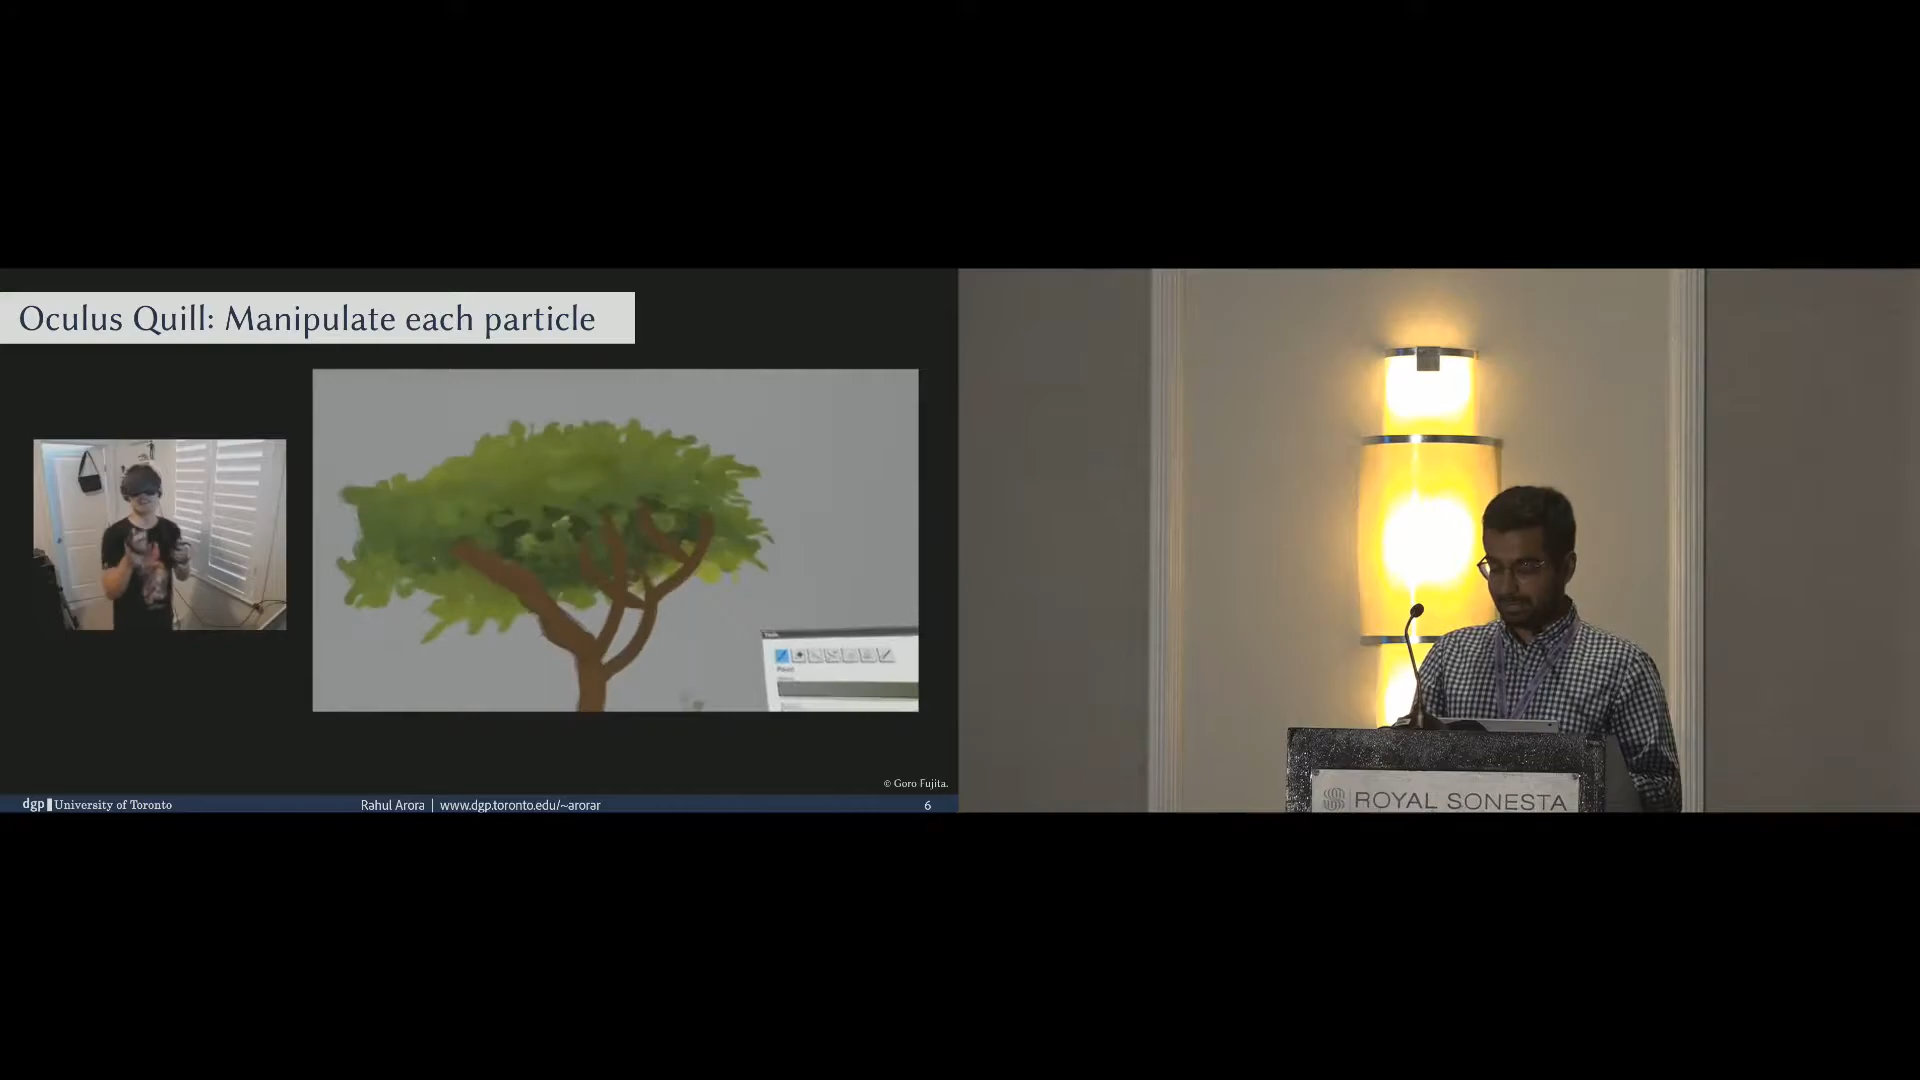 Oculus Quill: Manipulate each particle
© Goro Fujita.
dgp University of Toronto
Rahul Arora | www.dgp.toronto.edu/~arorar
6
ROYAL SONESTA